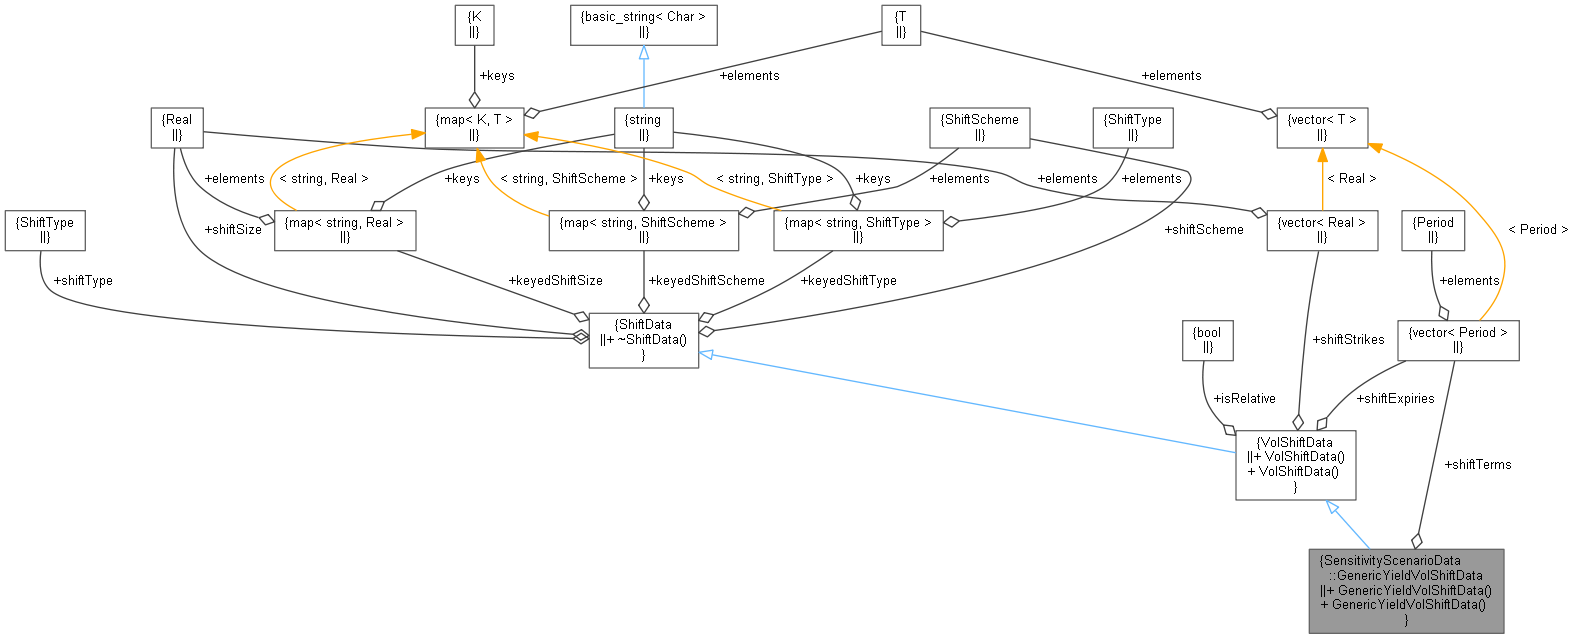 {K
||}
{basic_string< Char >
||}
{T
||}
+keys
+elements
+elements
{Real
||}
{map< K, T >
||}
{string
||}
{ShiftScheme
||}
{ShiftType
||}
{vector< T >
||}
+elements
< string, Real >
+keys
< string, ShiftScheme >
+keys
< string, ShiftType >
+keys
+elements
+elements
+elements
< Real >
{ShiftType
||}
+shiftSize
{map< string, Real >
||}
{map< string, ShiftScheme >
||}
{map< string, ShiftType >
||}
+shiftScheme
{vector< Real >
||}
{Period
||}
< Period >
+shiftType
+keyedShiftSize
+keyedShiftScheme
+keyedShiftType
+elements
{ShiftData
||+ ~ShiftData()
}
{bool
||}
+shiftStrikes
{vector< Period >
||}
+isRelative
+shiftExpiries
{VolShiftData
||+ VolShiftData()
+ VolShiftData()
}
+shiftTerms
{SensitivityScenarioData
::GenericYieldVolShiftData
||+ GenericYieldVolShiftData()
+ GenericYieldVolShiftData()
}